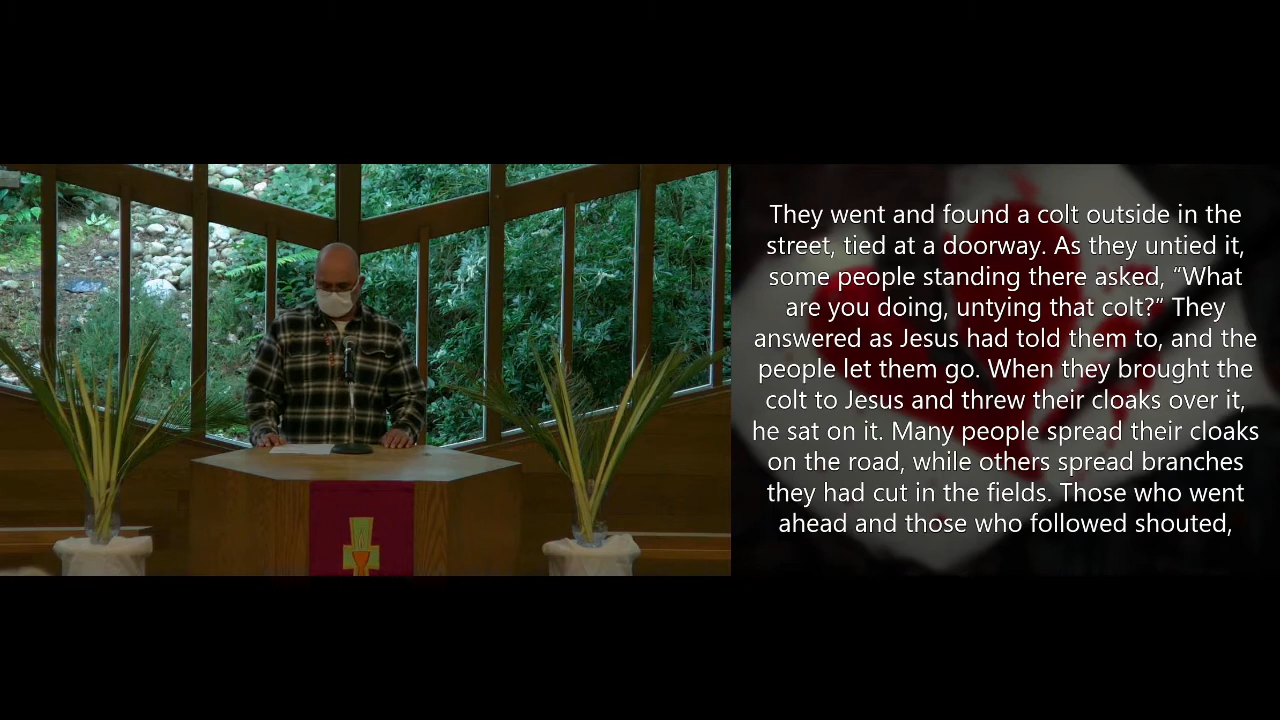 They went and found a colt outside in the
street, tied at a doorway. As they untied it,
some people standing there asked, “What
are you doing, untying that colt?” They
answered as Jesus had told them to, and the
people let them go. When they brought the
colt to Jesus and threw their cloaks over it,
he sat on it. Many people spread their cloaks
on the road, while others spread branches
they had cut in the fields. Those who went
ahead and those who followed shouted,